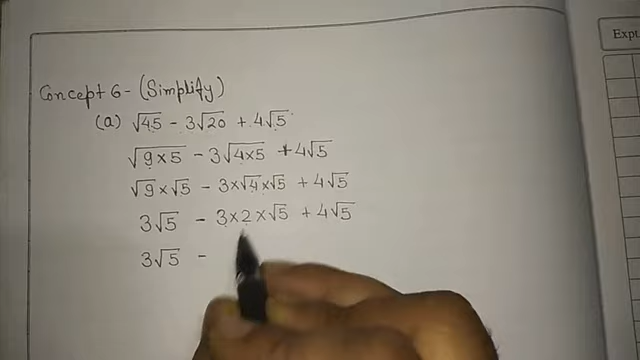 Expt.
Concept 6 - (Simplify)
(a) √45 - 3√20 + 4√5
√9×5 - 3√4×5 + 4√5
√9 × √5 - 3×√4×√5 + 4√5
3√5 - 3×2×√5 + 4√5
3√5 -